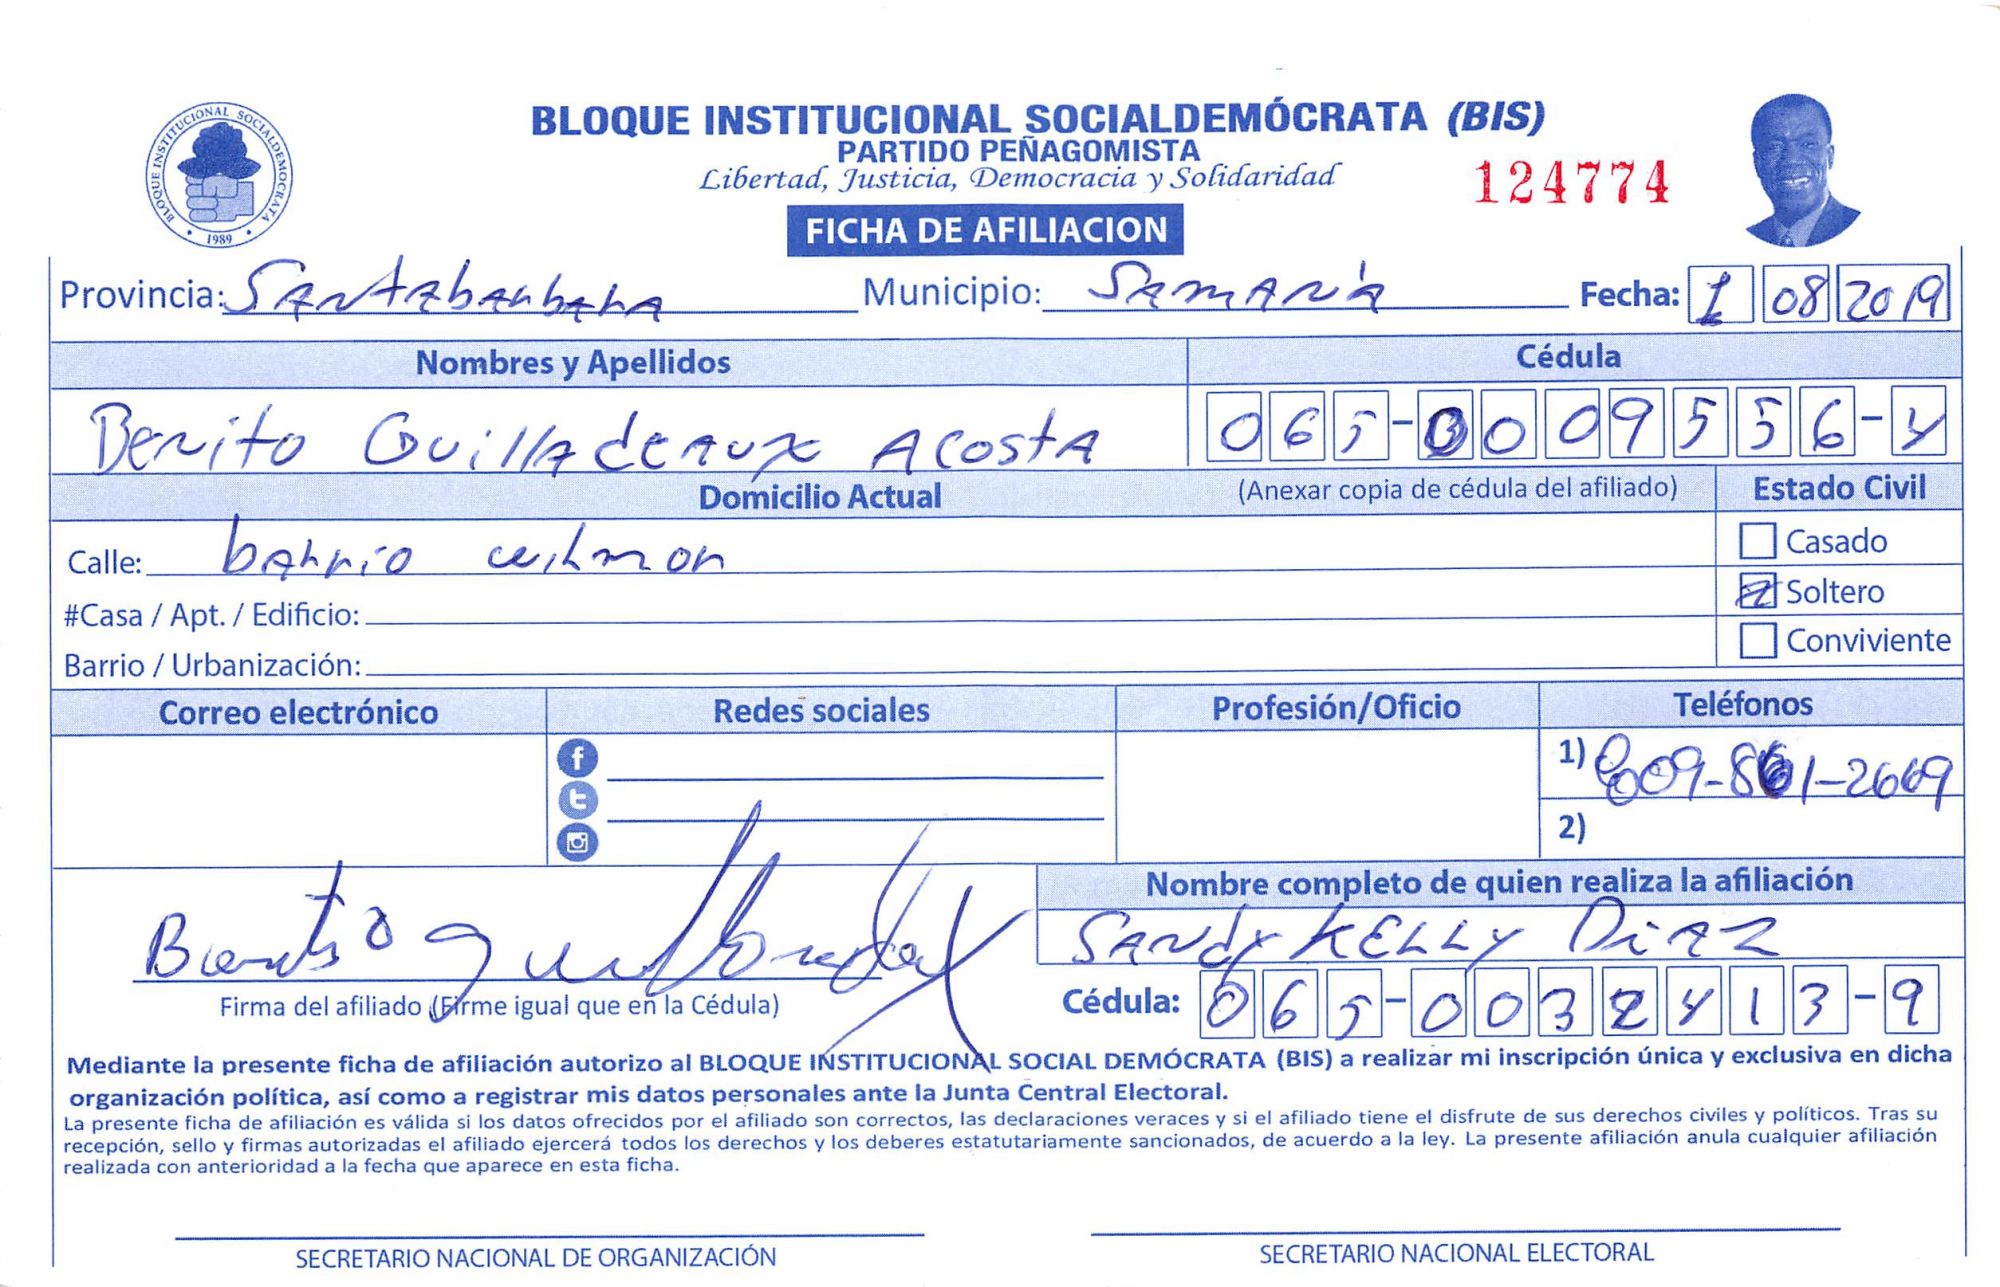 BLOQUE INSTITUCIONAL SOCIALDEMÓCRATA (BIS)
PARTIDO PEÑAGOMISTA
Libertad, Justicia, Democracia y Solidaridad
124774
BLOQUE INSTITUCIONAL SOCIALDEMOCRATA
1989
FICHA DE AFILIACION
Provincia: Santabarbara Municipio: Samaná Fecha: 1 08 2019
Nombres y Apellidos Cédula
Benito Guilladeaux Acosta 065-0009556-4
Domicilio Actual (Anexar copia de cédula del afiliado) Estado Civil
Calle: barrio wilmon Casado
#Casa / Apt. / Edificio: Soltero
Barrio / Urbanización: Conviviente
Correo electrónico Redes sociales Profesión/Oficio Teléfonos
1) 809-861-2669
2)
Nombre completo de quien realiza la afiliación
Sandy Kelly Diaz
Firma del afiliado (Firme igual que en la Cédula) Cédula: 065-0032413-9
Mediante la presente ficha de afiliación autorizo al BLOQUE INSTITUCIONAL SOCIAL DEMÓCRATA (BIS) a realizar mi inscripción única y exclusiva en dicha
organización política, así como a registrar mis datos personales ante la Junta Central Electoral.
La presente ficha de afiliación es válida si los datos ofrecidos por el afiliado son correctos, las declaraciones veraces y si el afiliado tiene el disfrute de sus derechos civiles y políticos. Tras su
recepción, sello y firmas autorizadas el afiliado ejercerá todos los derechos y los deberes estatutariamente sancionados, de acuerdo a la ley. La presente afiliación anula cualquier afiliación
realizada con anterioridad a la fecha que aparece en esta ficha.
SECRETARIO NACIONAL DE ORGANIZACIÓN SECRETARIO NACIONAL ELECTORAL